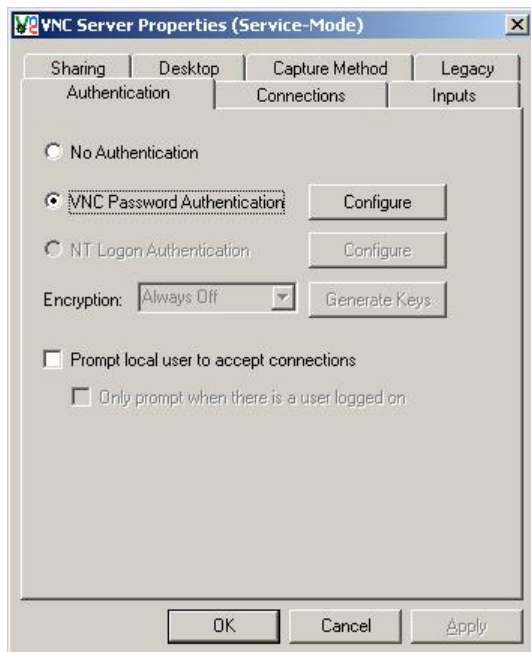 VNC Server Properties (Service-Mode)
Sharing Desktop Capture Method Legacy
Authentication Connections Inputs
No Authentication
VNC Password Authentication Configure
NT Logon Authentication Configure
Encryption: Always Off Generate Keys
Prompt local user to accept connections
Only prompt when there is a user logged on
OK Cancel Apply